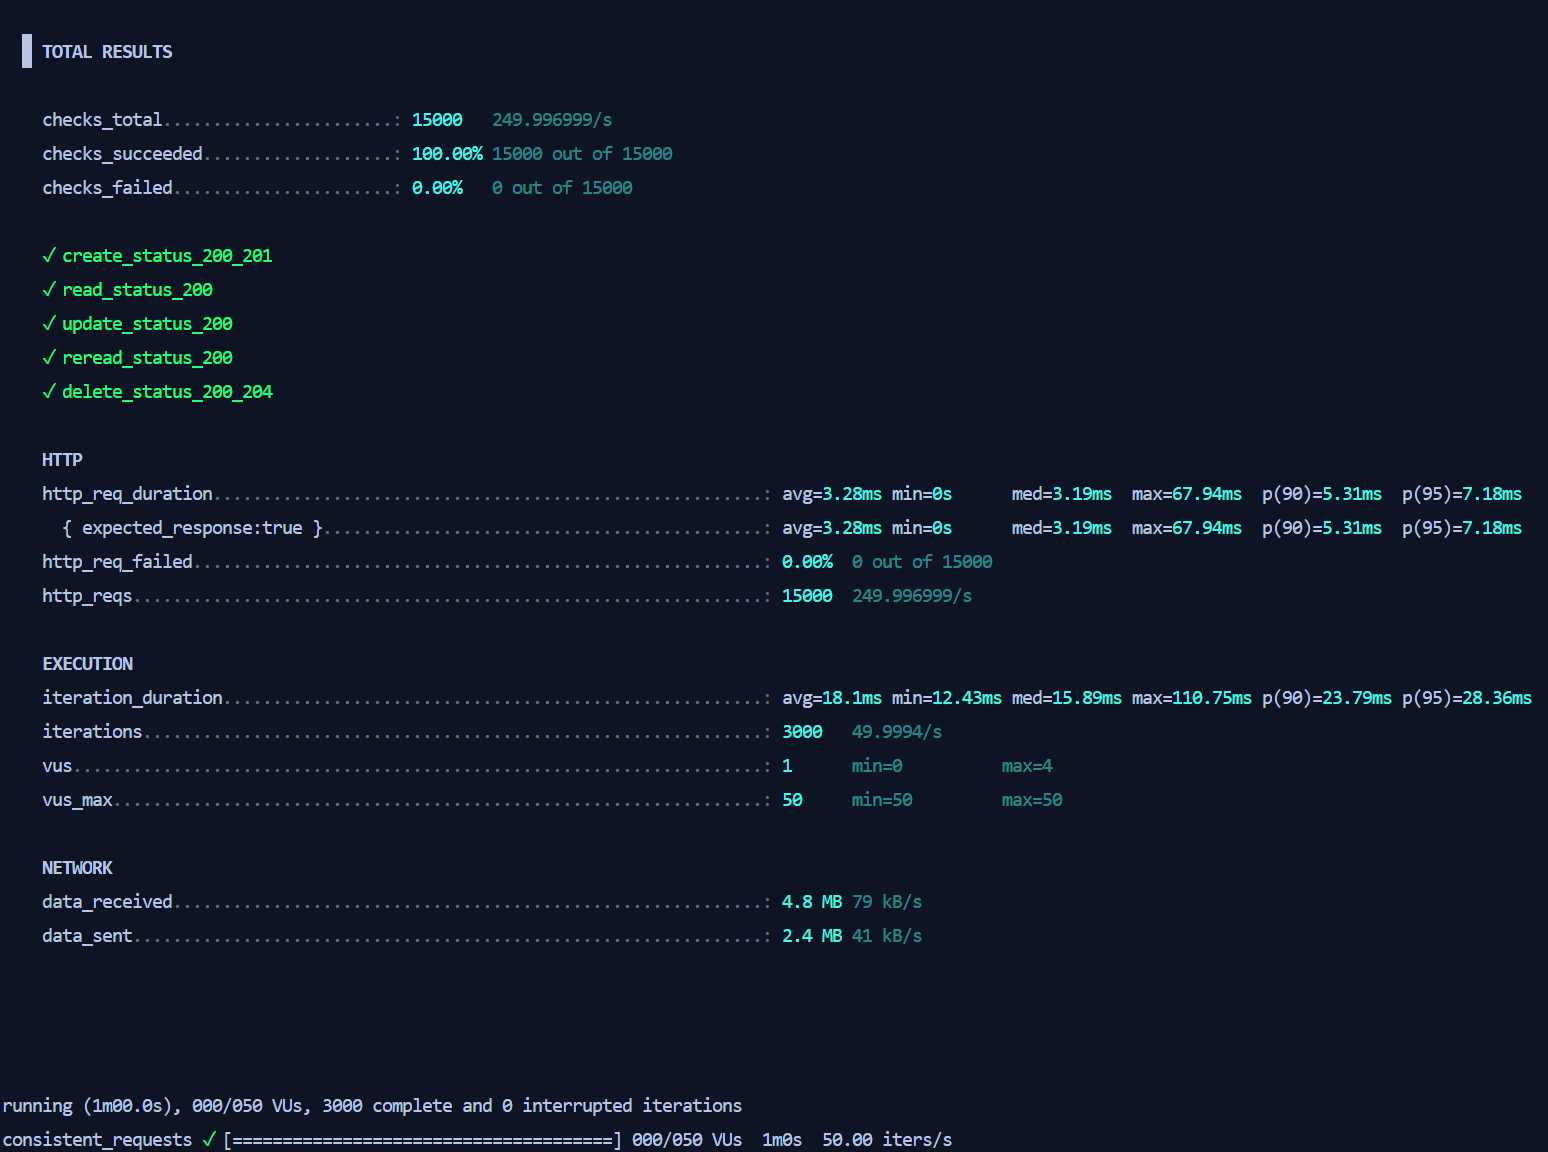 TOTAL RESULTS
checks_total.......................: 15000 249.996999/s
checks_succeeded...................: 100.00% 15000 out of 15000
checks_failed......................: 0.00% 0 out of 15000
✓ create_status_200_201
✓ read_status_200
✓ update_status_200
✓ reread_status_200
✓ delete_status_200_204
HTTP
http_req_duration.......................................................: avg=3.28ms min=0s med=3.19ms max=67.94ms p(90)=5.31ms p(95)=7.18ms
{ expected_response:true }............................................: avg=3.28ms min=0s med=3.19ms max=67.94ms p(90)=5.31ms p(95)=7.18ms
http_req_failed.........................................................: 0.00% 0 out of 15000
http_reqs...............................................................: 15000 249.996999/s
EXECUTION
iteration_duration......................................................: avg=18.1ms min=12.43ms med=15.89ms max=110.75ms p(90)=23.79ms p(95)=28.36ms
iterations..............................................................: 3000 49.9994/s
vus.....................................................................: 1 min=0 max=4
vus_max.................................................................: 50 min=50 max=50
NETWORK
data_received...........................................................: 4.8 MB 79 kB/s
data_sent...............................................................: 2.4 MB 41 kB/s
running (1m00.0s), 000/050 VUs, 3000 complete and 0 interrupted iterations
consistent_requests ✓ [======================================] 000/050 VUs 1m0s 50.00 iters/s